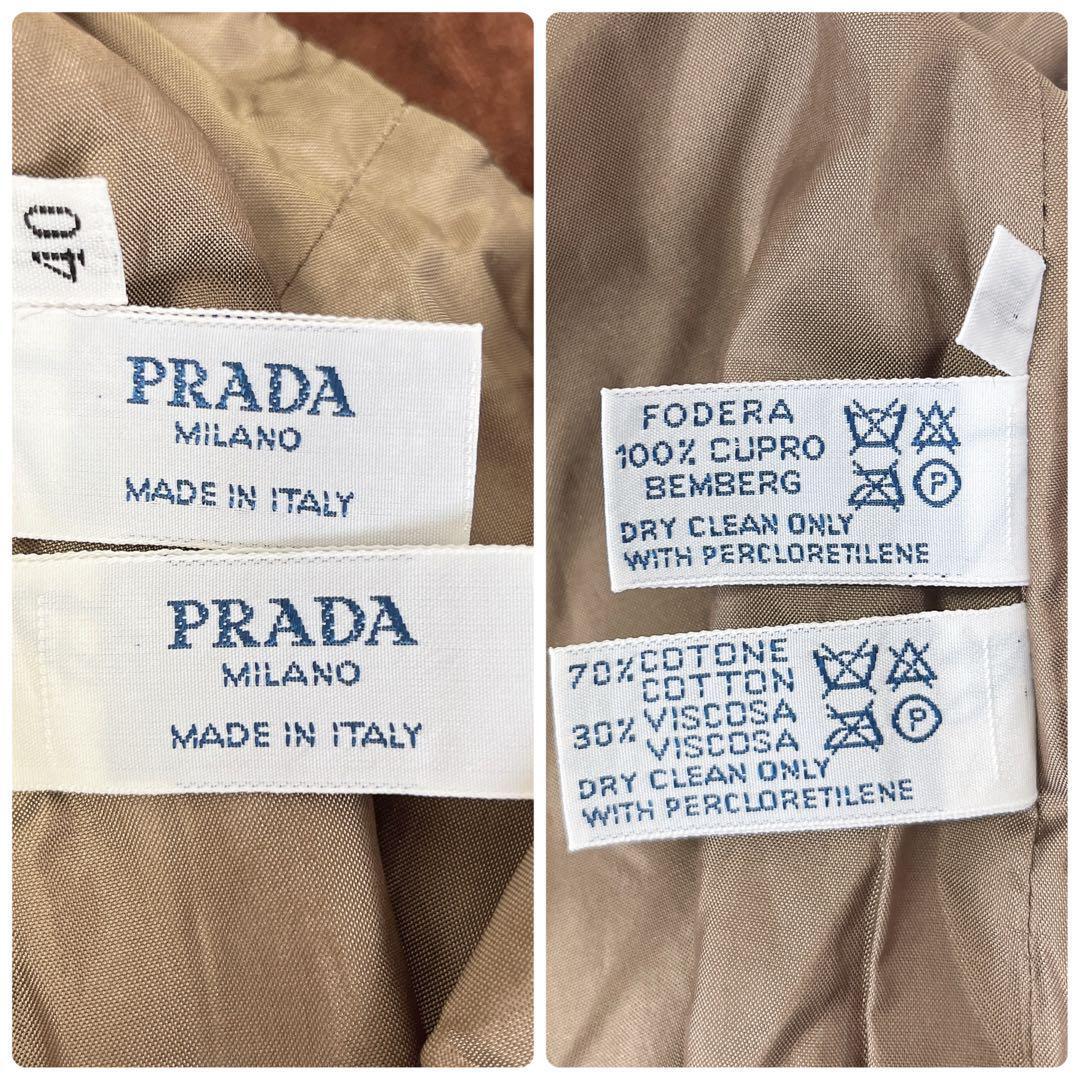 40
PRADA
MILANO
MADE IN ITALY
PRADA
MILANO
MADE IN ITALY
FODERA
100% CUPRO
BEMBERG
P
DRY CLEAN ONLY
WITH PERCLORETILENE
70% COTONE
COTTON
30% VISCOSA
VISCOSA
P
DRY CLEAN ONLY
WITH PERCLORETILENE